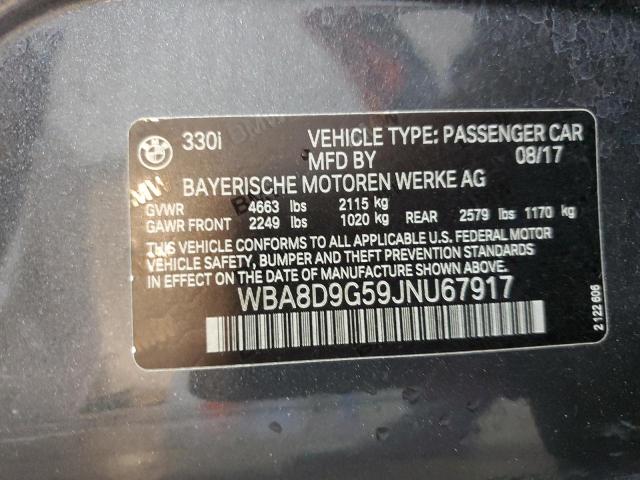 330i VEHICLE TYPE: PASSENGER CAR
MFD BY 08/17
BAYERISCHE MOTOREN WERKE AG
GVWR 4663 lbs 2115 kg
GAWR FRONT 2249 lbs 1020 kg REAR 2579 lbs 1170 kg
THIS VEHICLE CONFORMS TO ALL APPLICABLE U.S. FEDERAL MOTOR
VEHICLE SAFETY, BUMPER AND THEFT PREVENTION STANDARDS
IN EFFECT ON THE DATE OF MANUFACTURE SHOWN ABOVE.
WBA8D9G59JNU67917
2 122 606